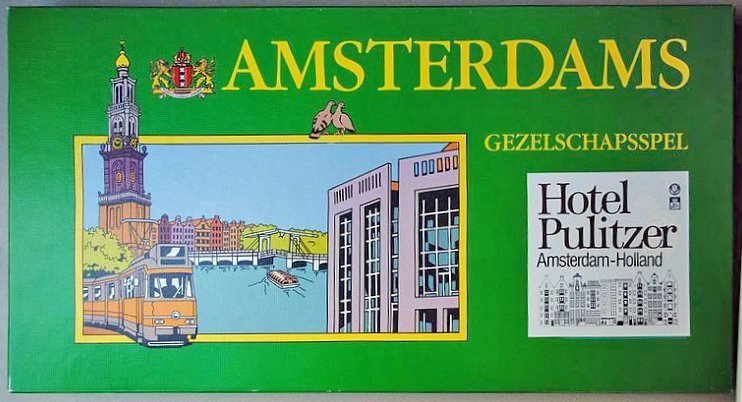 AMSTERDAMS
GEZELSCHAPSSPEL
Hotel
Pulitzer
Amsterdam-Holland